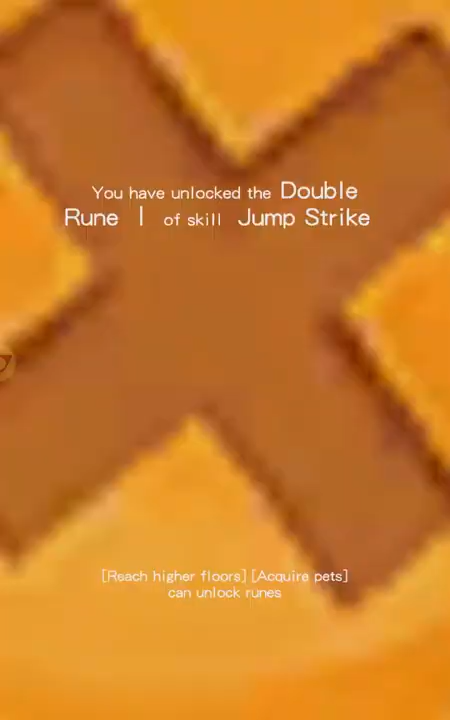 You have unlocked the Double
Rune I of skill Jump Strike
[Reach higher floors] [Acquire pets]
can unlock runes